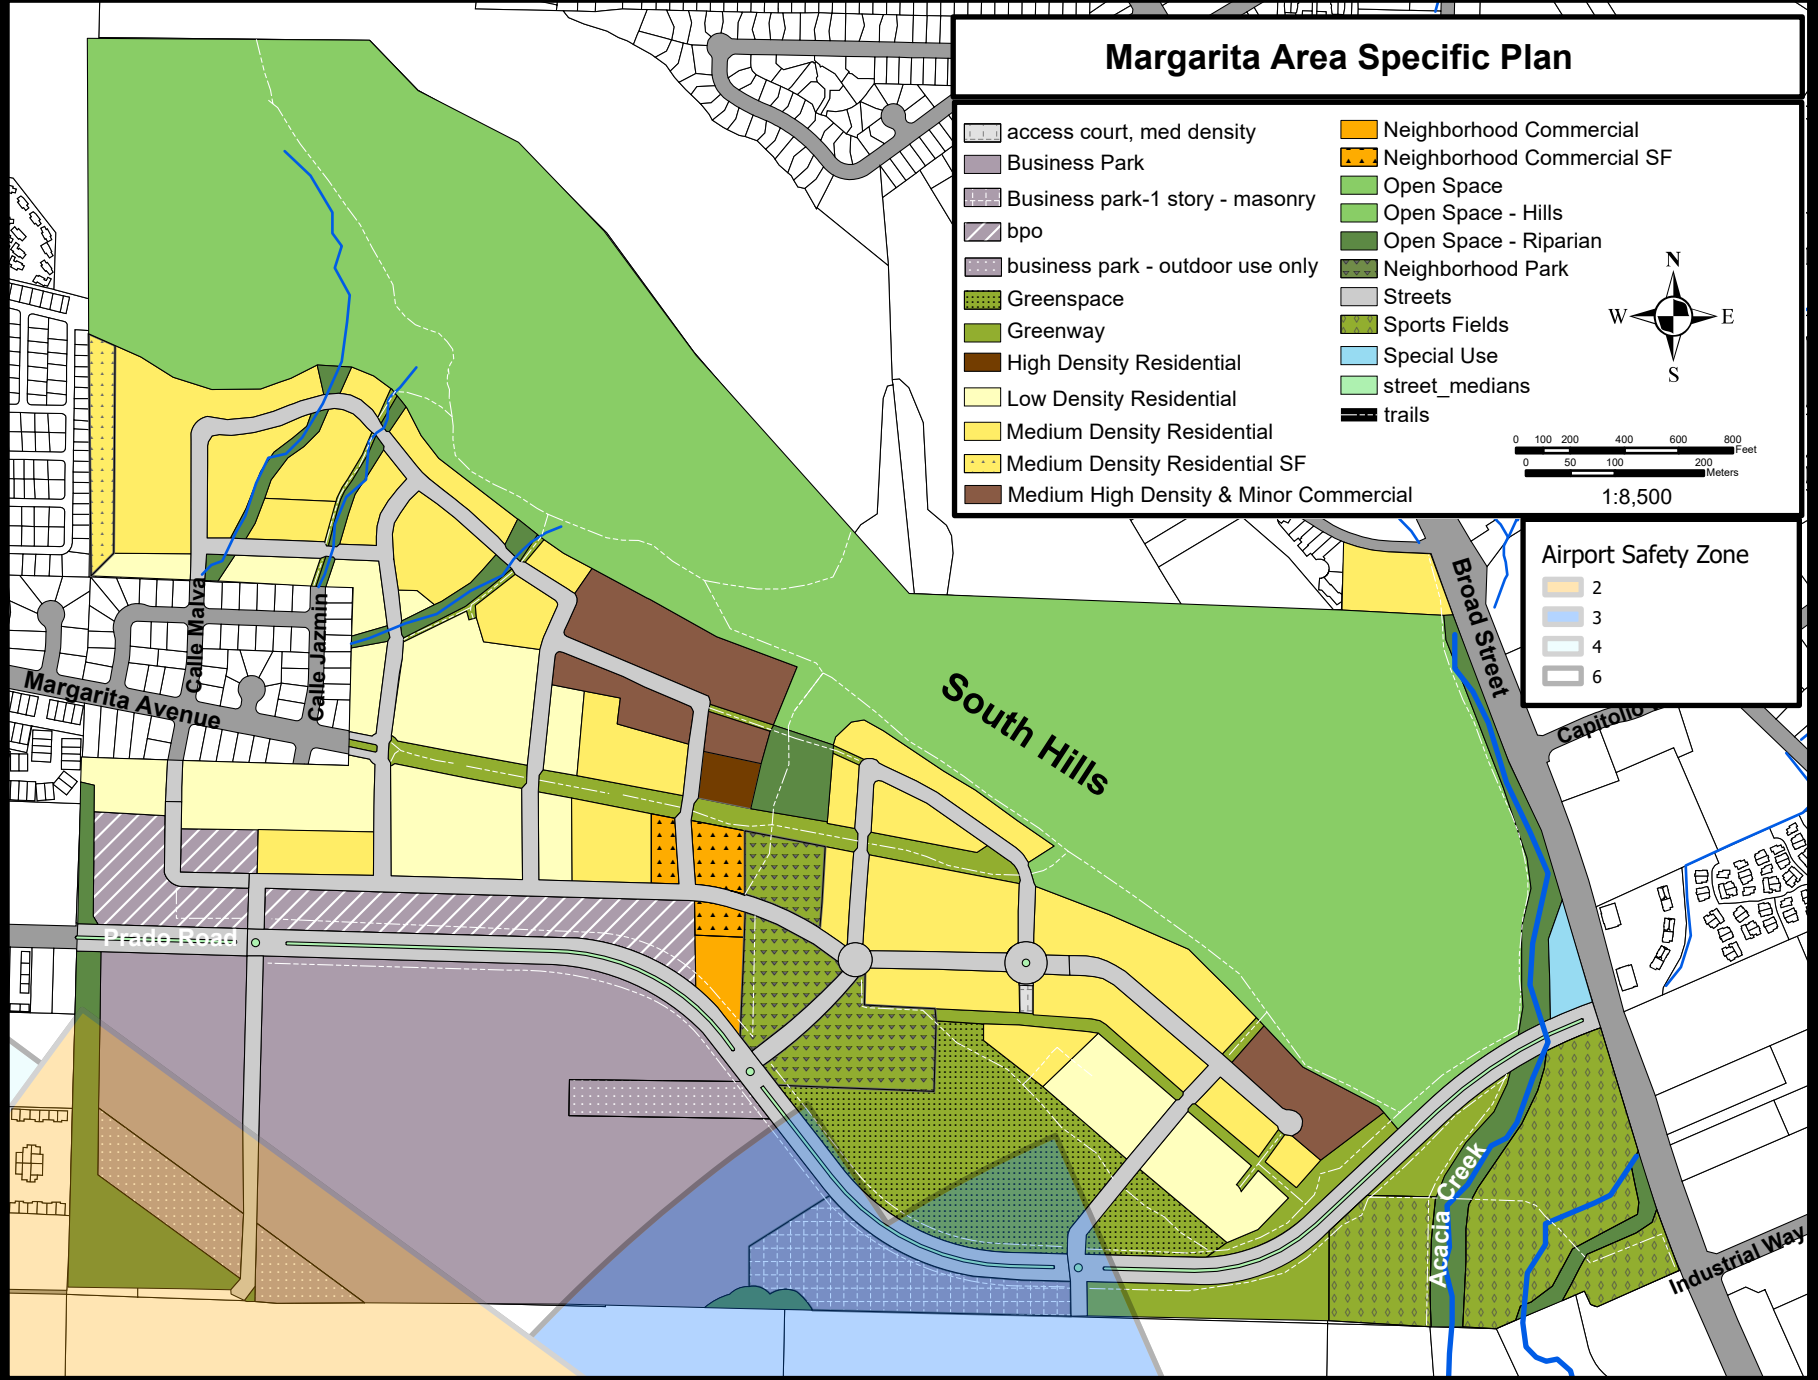 Margarita Area Specific Plan
access court, med density
Business Park
Business park-1 story - masonry
bpo
business park - outdoor use only
Greenspace
Greenway
High Density Residential
Low Density Residential
Medium Density Residential
Medium Density Residential SF
Medium High Density & Minor Commercial
Neighborhood Commercial
Neighborhood Commercial SF
Open Space
Open Space - Hills
Open Space - Riparian
Neighborhood Park
Streets
Sports Fields
Special Use
street_medians
trails
N
W E
S
0 100 200 400 600 800
Feet
0 50 100 200
Meters
1:8,500
Airport Safety Zone
2
3
4
6
Broad Street
Capitolio
South Hills
Calle Malva
Calle Jazmin
Margarita Avenue
Prado Road
Acacia Creek
Industrial Way